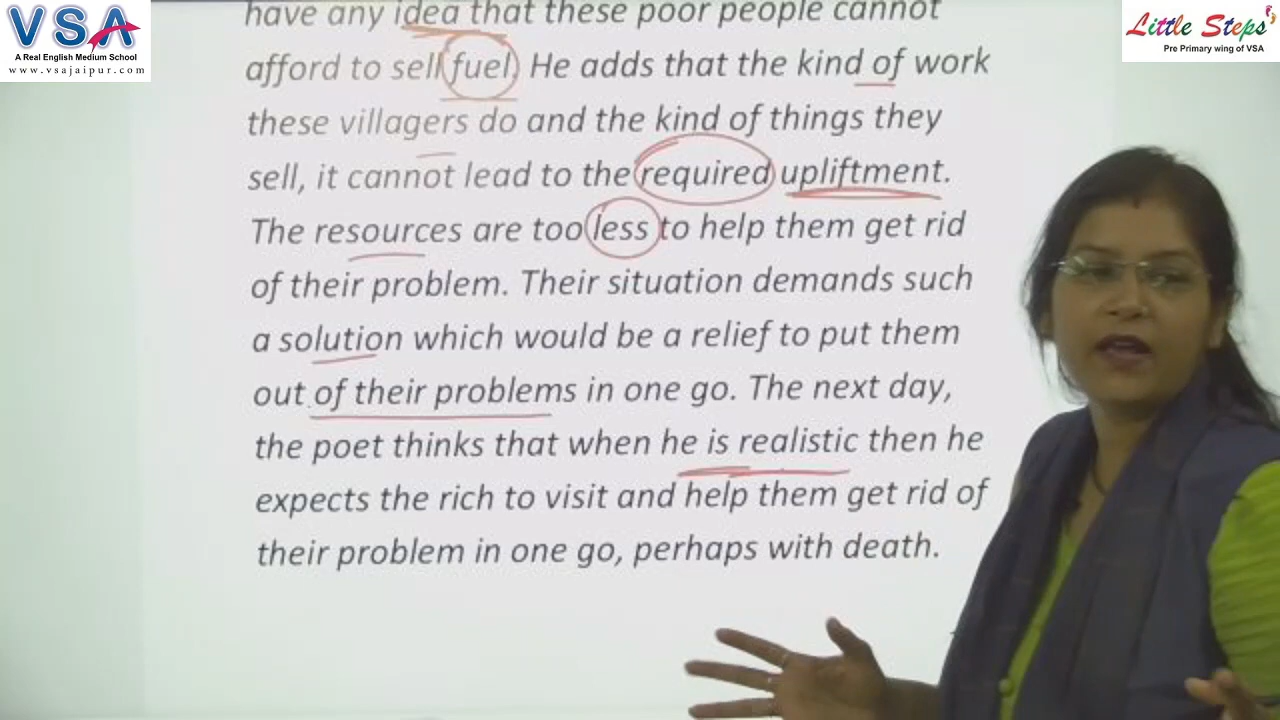 VSA
A Real English Medium School
www.vsajaipur.com
Little Steps
Pre Primary wing of VSA
have any idea that these poor people cannot
afford to sell fuel. He adds that the kind of work
these villagers do and the kind of things they
sell, it cannot lead to the required upliftment.
The resources are too less to help them get rid
of their problem. Their situation demands such
a solution which would be a relief to put them
out of their problems in one go. The next day,
the poet thinks that when he is realistic then he
expects the rich to visit and help them get rid of
their problem in one go, perhaps with death.